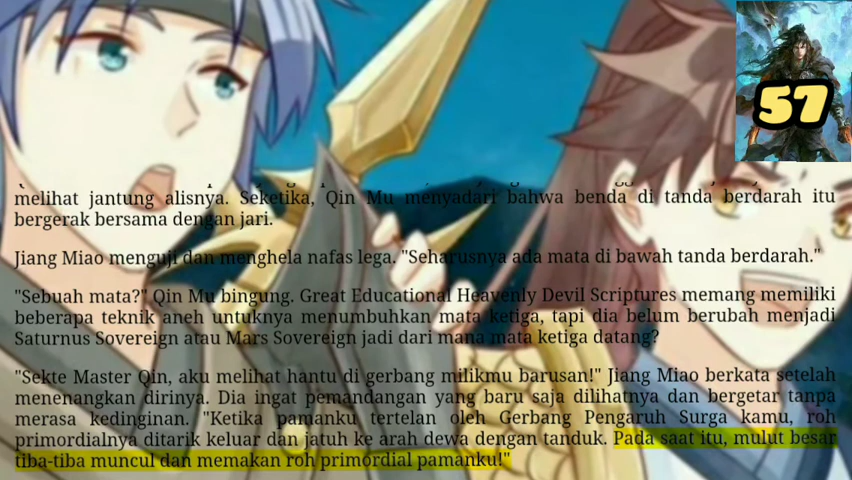 57
melihat jantung alisnya. Seketika, Qin Mu menyadari bahwa benda di tanda berdarah itu
bergerak bersama dengan jari.
Jiang Miao menguji dan menghela nafas lega. "Seharusnya ada mata di bawah tanda berdarah."
"Sebuah mata?" Qin Mu bingung. Great Educational Heavenly Devil Scriptures memang memiliki
beberapa teknik aneh untuknya menumbuhkan mata ketiga, tapi dia belum berubah menjadi
Saturnus Sovereign atau Mars Sovereign jadi dari mana mata ketiga datang?
"Sekte Master Qin, aku melihat hantu di gerbang milikmu barusan!" Jiang Miao berkata setelah
menenangkan dirinya. Dia ingat pemandangan yang baru saja dilihatnya dan bergetar tanpa
merasa kedinginan. "Ketika pamanku tertelan oleh Gerbang Pengaruh Surga kamu, roh
primordialnya ditarik keluar dan jatuh ke arah dewa dengan tanduk. Pada saat itu, mulut besar
tiba-tiba muncul dan memakan roh primordial pamanku!"